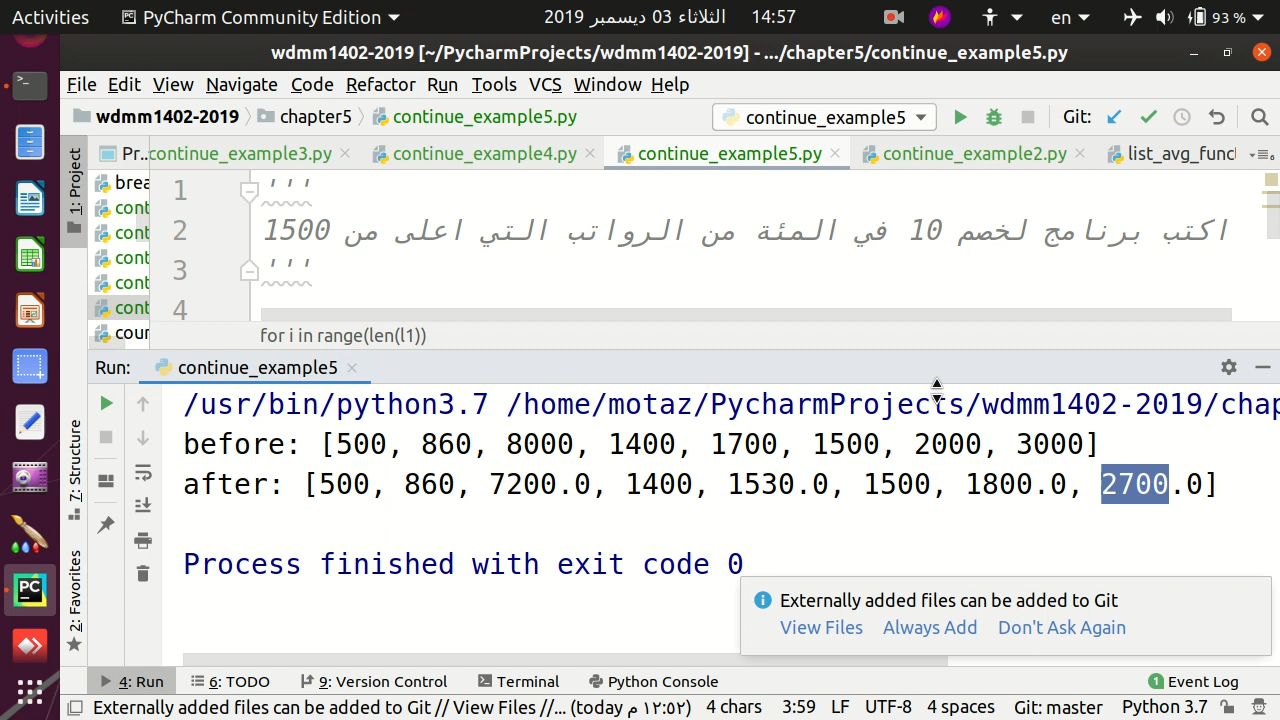 Activities PyCharm Community Edition 14:57 الثلاثاء 03 ديسمبر 2019 en 93 %
wdmm1402-2019 [~/PycharmProjects/wdmm1402-2019] - .../chapter5/continue_example5.py
File Edit View Navigate Code Refactor Run Tools VCS Window Help
wdmm1402-2019 chapter5 continue_example5.py continue_example5 Git:
1: Project
Pr.. continue_example3.py continue_example4.py continue_example5.py continue_example2.py list_avg_funct
brea
cont
cont
cont
cont
cont
cour
1 '''
2 اكتب برنامج لخصم 10 في المئة من الرواتب التي اعلى من 1500
3 '''
4
for i in range(len(l1))
Run: continue_example5
/usr/bin/python3.7 /home/motaz/PycharmProjects/wdmm1402-2019/chap
before: [500, 860, 8000, 1400, 1700, 1500, 2000, 3000]
after: [500, 860, 7200.0, 1400, 1530.0, 1500, 1800.0, 2700.0]
Process finished with exit code 0
7: Structure
2: Favorites
Externally added files can be added to Git
View Files Always Add Don't Ask Again
4: Run 6: TODO 9: Version Control Terminal Python Console 1 Event Log
Externally added files can be added to Git // View Files //... (today م ١٢:٥٢) 4 chars 3:59 LF UTF-8 4 spaces Git: master Python 3.7